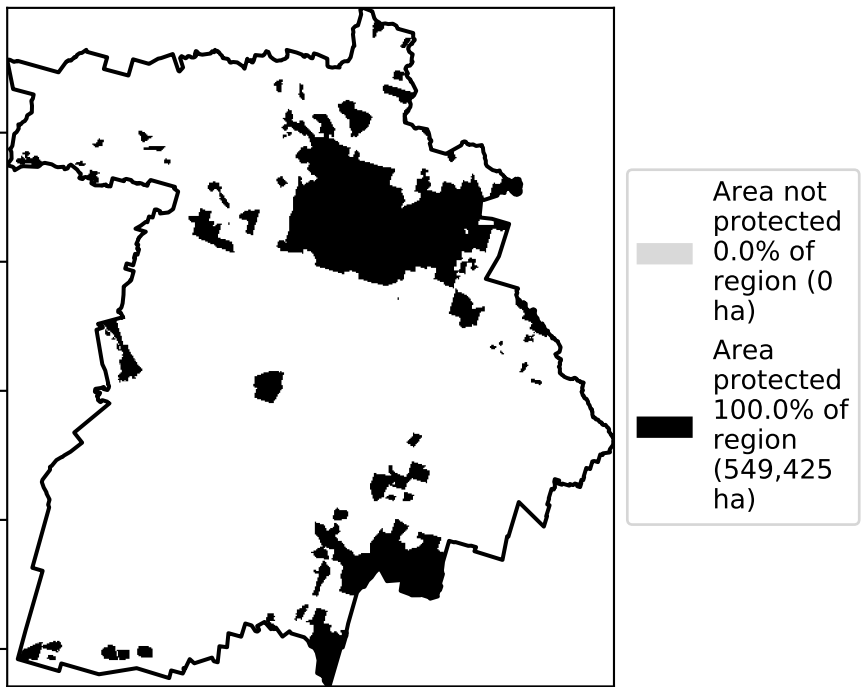 Area not
protected
0.0% of
region (0
ha)
Area
protected
100.0% of
region
(549,425
ha)